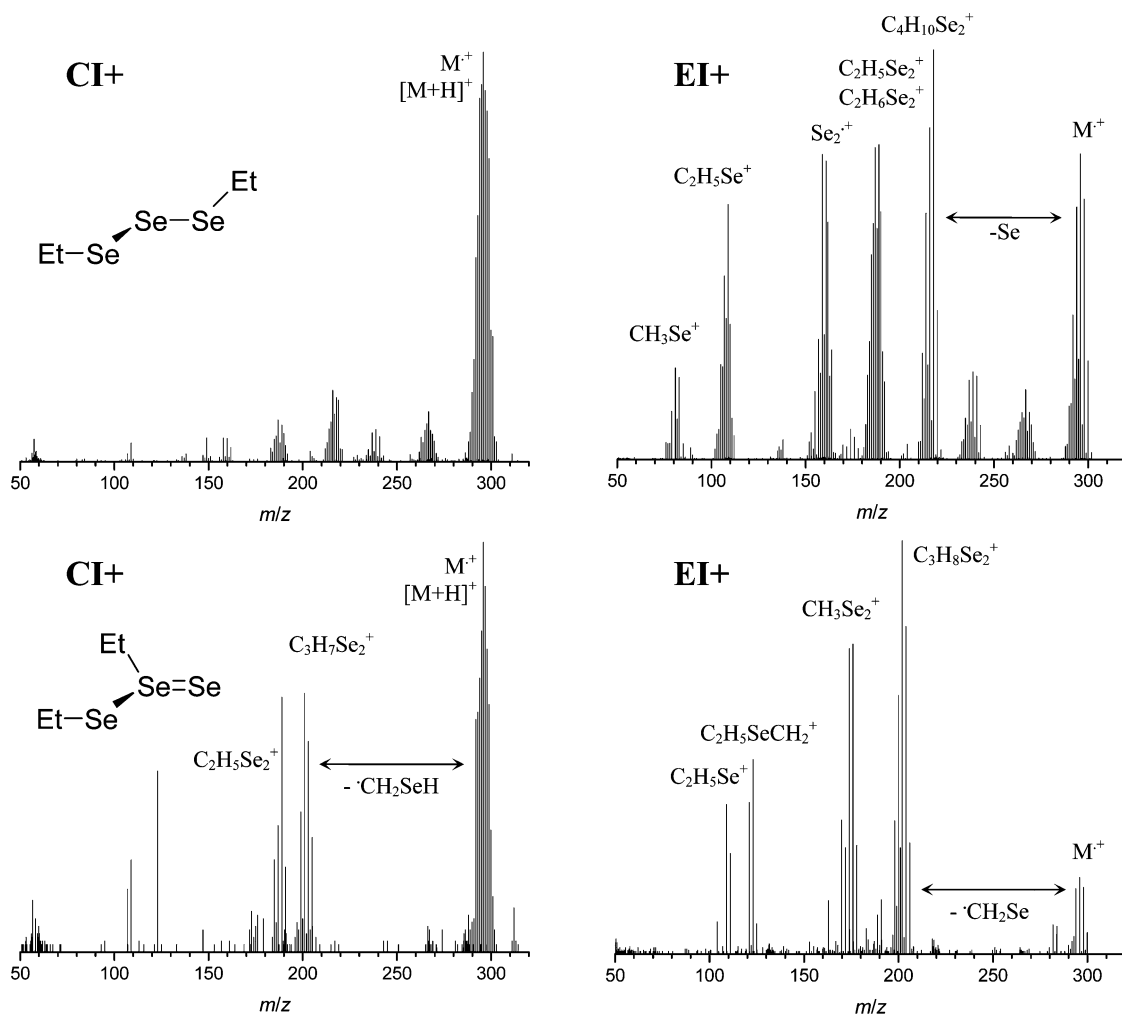 CI+
M·+
[M+H]+
Et
Se
Se
Et
Se
50
100
150
200
250
300
m/z
EI+
C4H10Se2+
C2H5Se2+
C2H6Se2+
Se2·+
M·+
C2H5Se+
-Se
CH3Se+
50
100
150
200
250
300
m/z
CI+
M·+
[M+H]+
Et
C3H7Se2+
Se=Se
Et
Se
C2H5Se2+
- ·CH2SeH
50
100
150
200
250
300
m/z
EI+
C3H8Se2+
CH3Se2+
C2H5SeCH2+
C2H5Se+
M·+
- ·CH2Se
50
100
150
200
250
300
m/z